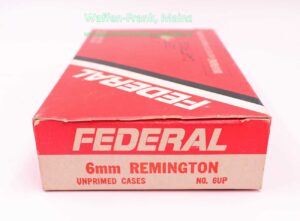 Waffen-Frank, Mainz
FEDERAL
FEDERAL
6mm REMINGTON
UNPRIMED CASES NO. 6UP